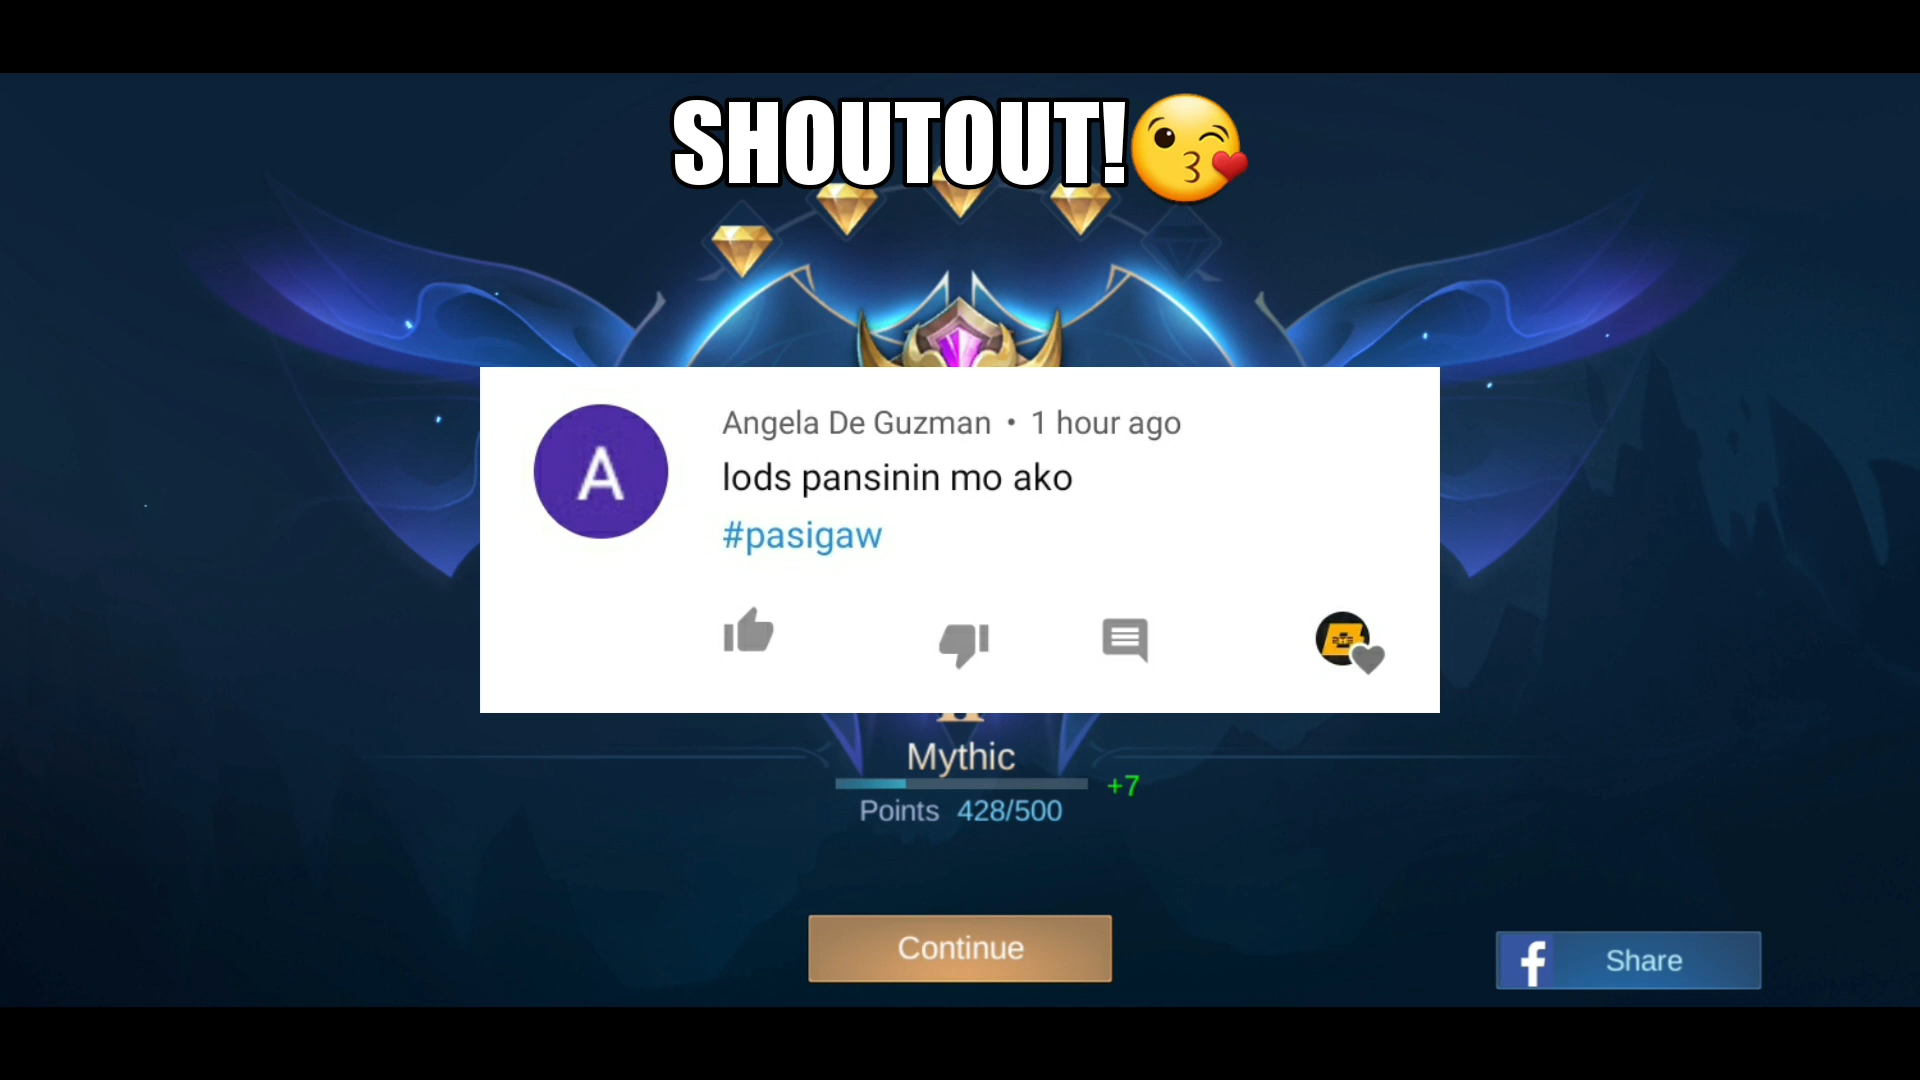 SHOUTOUT!😘
A
Angela De Guzman • 1 hour ago
lods pansinin mo ako
#pasigaw
Mythic
+7
Points 428/500
Continue
f Share